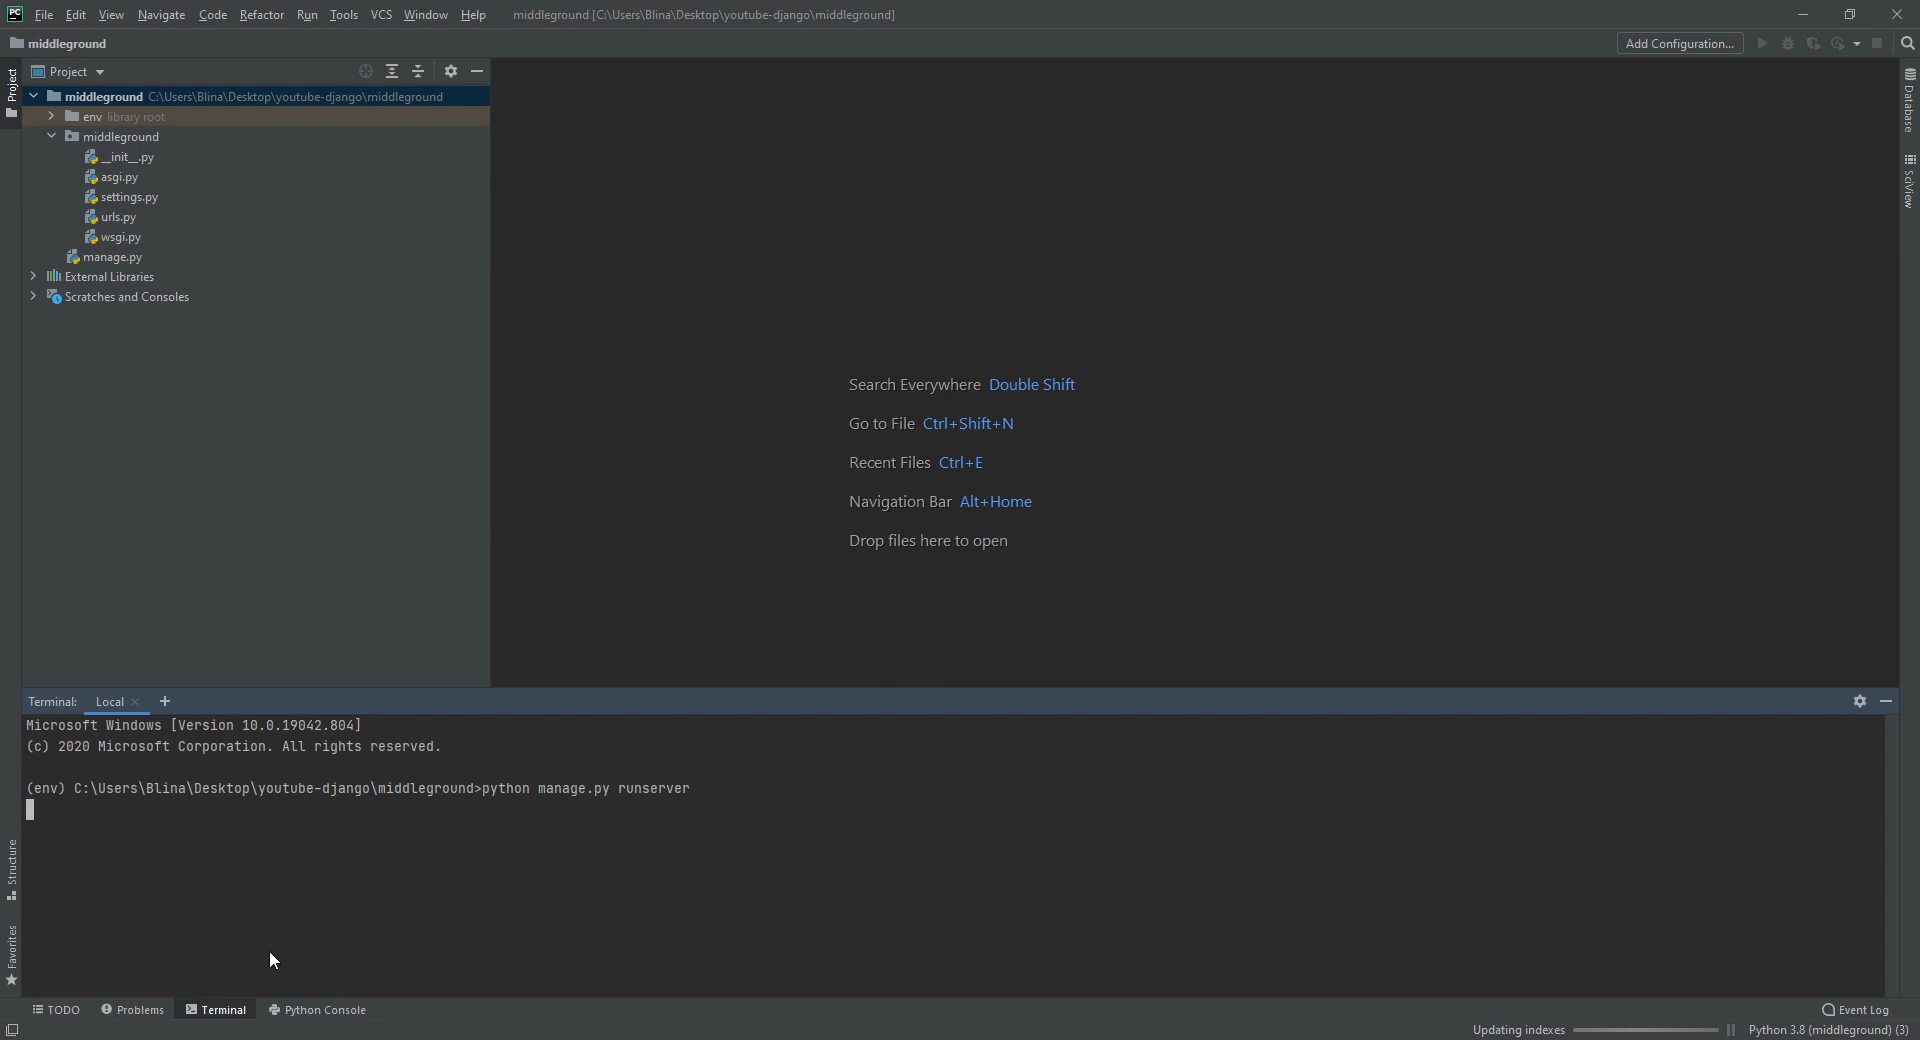 PC File Edit View Navigate Code Refactor Run Tools VCS Window Help middleground [C:\Users\Blina\Desktop\youtube-django\middleground]
middleground Add Configuration...
Project
Project
middleground C:\Users\Blina\Desktop\youtube-django\middleground
env library root
middleground
__init__.py
asgi.py
settings.py
urls.py
wsgi.py
manage.py
External Libraries
Scratches and Consoles
Database
SciView
Search Everywhere Double Shift
Go to File Ctrl+Shift+N
Recent Files Ctrl+E
Navigation Bar Alt+Home
Drop files here to open
Terminal: Local
Microsoft Windows [Version 10.0.19042.804]
(c) 2020 Microsoft Corporation. All rights reserved.
(env) C:\Users\Blina\Desktop\youtube-django\middleground>python manage.py runserver
Structure
Favorites
TODO Problems Terminal Python Console Event Log
Updating indexes Python 3.8 (middleground) (3)